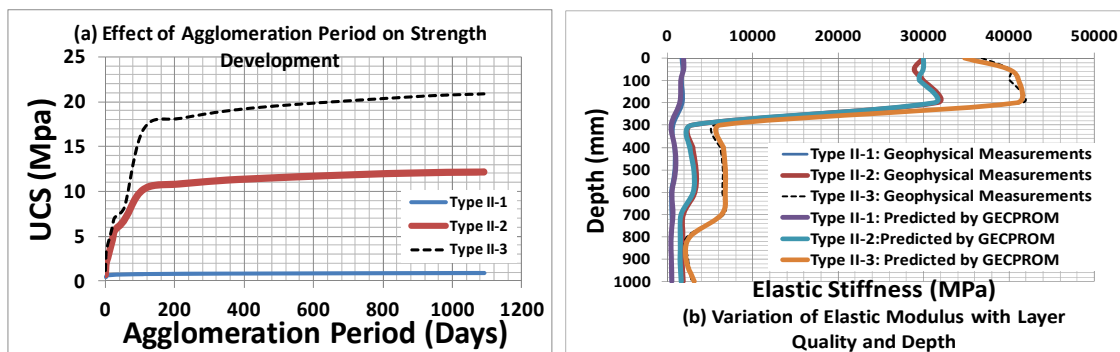 (a) Effect of Agglomeration Period on Strength
Development
UCS (Mpa)
25
20
15
10
5
0
0 200 400 600 800 1000 1200
Agglomeration Period (Days)
Type II-1
Type II-2
Type II-3
0 10000 20000 30000 40000 50000
Depth (mm)
0
100
200
300
400
500
600
700
800
900
1000
Type II-1: Geophysical Measurements
Type II-2: Geophysical Measurements
Type II-3: Geophysical Measurements
Type II-1: Predicted by GECPROM
Type II-2:Predicted by GECPROM
Type II-3: Predicted by GECPROM
Elastic Stiffness (MPa)
(b) Variation of Elastic Modulus with Layer
Quality and Depth